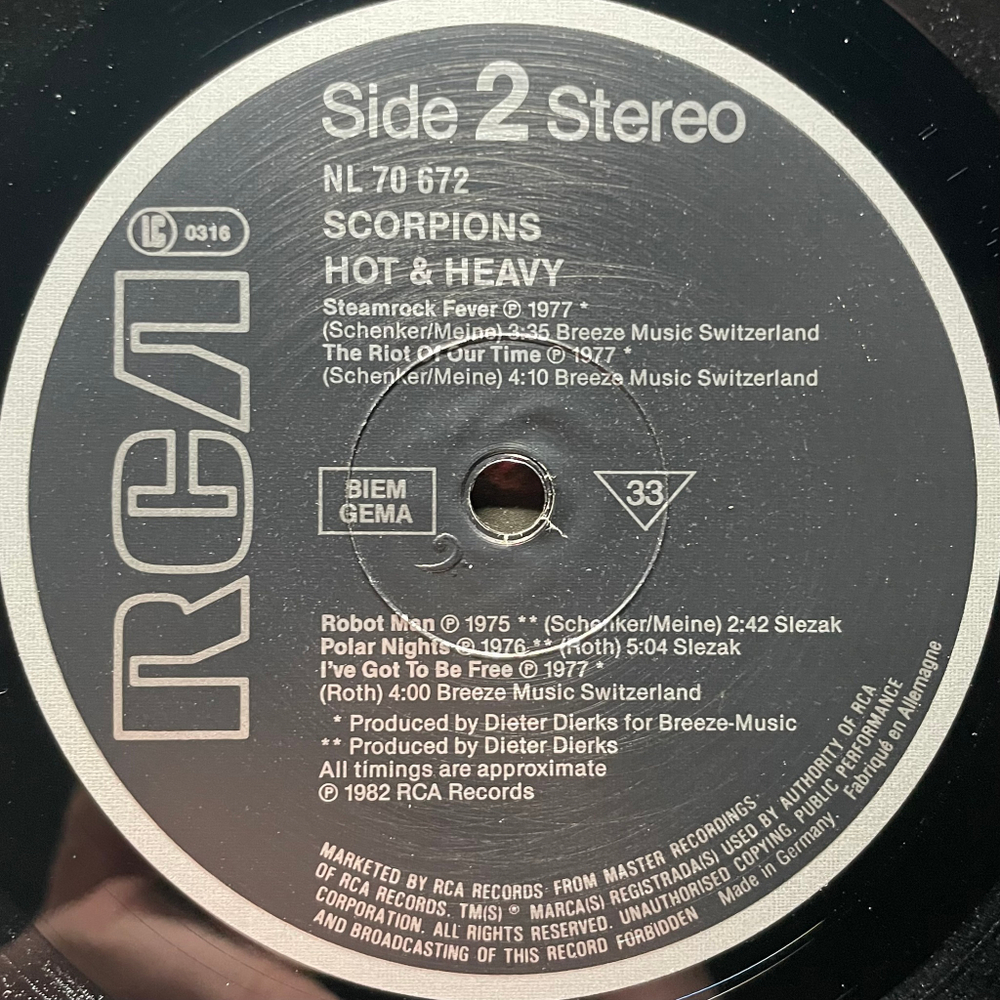 Side 2 Stereo
NL 70 672
SCORPIONS
HOT & HEAVY
LC 0316
RCA
Steamrock Fever ℗ 1977 *
(Schenker/Meine) 3:35 Breeze Music Switzerland
The Riot Of Our Time ℗ 1977 *
(Schenker/Meine) 4:10 Breeze Music Switzerland
BIEM
GEMA
33
Robot Man ℗ 1975 ** (Schenker/Meine) 2:42 Slezak
Polar Nights ℗ 1976 ** (Roth) 5:04 Slezak
I've Got To Be Free ℗ 1977 *
(Roth) 4:00 Breeze Music Switzerland
* Produced by Dieter Dierks for Breeze-Music
** Produced by Dieter Dierks
All timings are approximate
℗ 1982 RCA Records
MARKETED BY RCA RECORDS FROM MASTER RECORDINGS.
OF RCA RECORDS. TM(S) ® MARCA(S) REGISTRADA(S) USED BY AUTHORITY OF RCA
CORPORATION. ALL RIGHTS RESERVED. UNAUTHORISED COPYING, PUBLIC PERFORMANCE
AND BROADCASTING OF THIS RECORD FORBIDDEN Made in Germany. Fabriqué en Allemagne